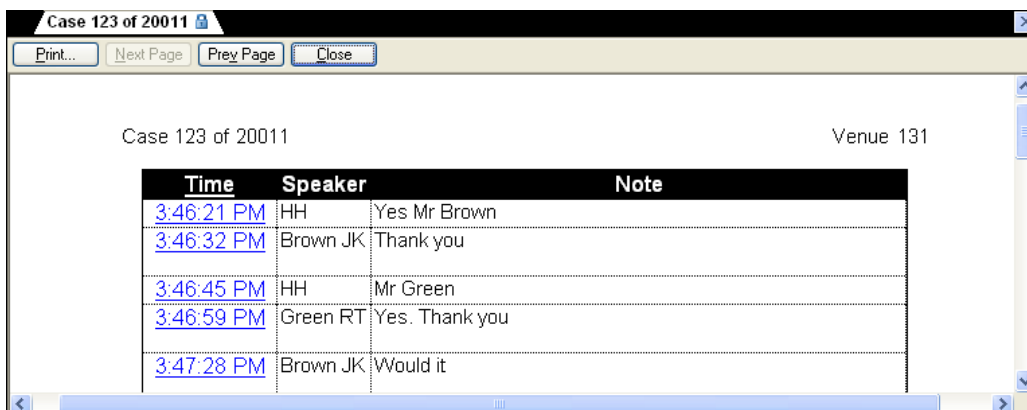 Case 123 of 20011
Print... Next Page Prev Page Close
Case 123 of 20011 Venue 131
Time Speaker Note
3:46:21 PM HH Yes Mr Brown
3:46:32 PM Brown JK Thank you
3:46:45 PM HH Mr Green
3:46:59 PM Green RT Yes. Thank you
3:47:28 PM Brown JK Would it